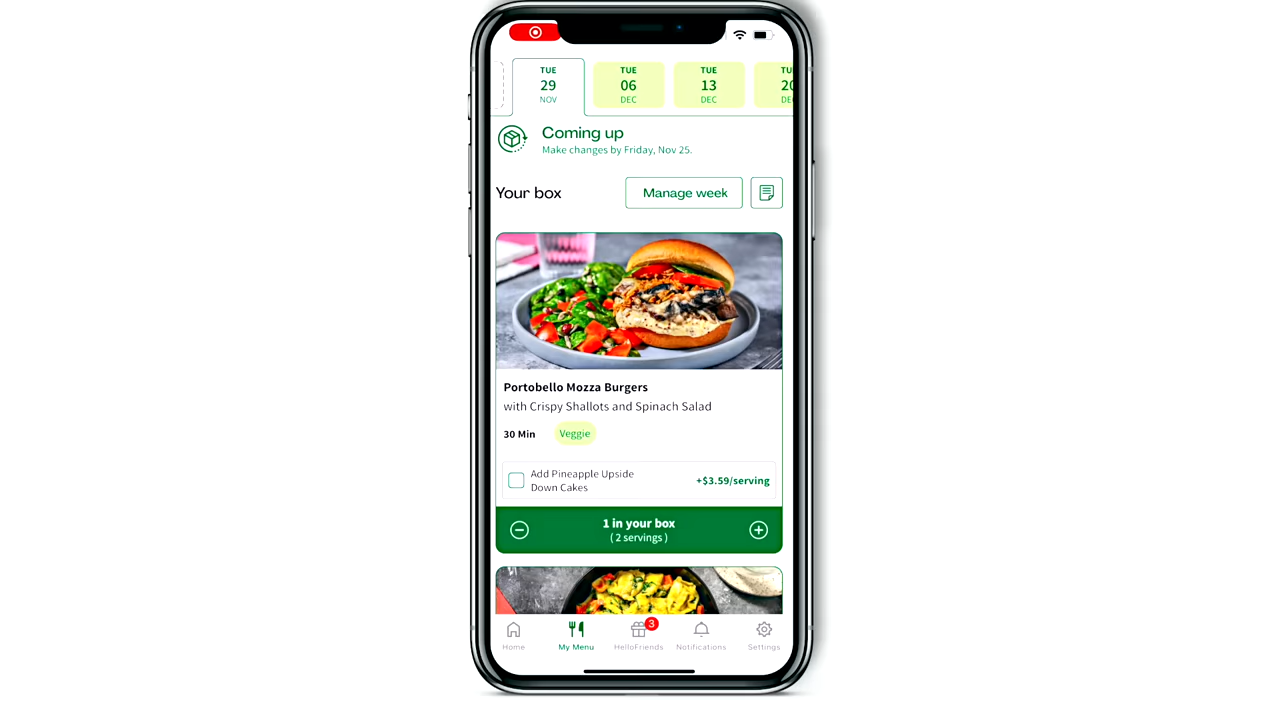 TUE TUE TUE TU
29 06 13 20
NOV DEC DEC DE
Coming up
Make changes by Friday, Nov 25.
Your box Manage week
Portobello Mozza Burgers
with Crispy Shallots and Spinach Salad
30 Min Veggie
Add Pineapple Upside
Down Cakes
+$3.59/serving
1 in your box
( 2 servings )
3
Home My Menu HelloFriends Notifications Settings